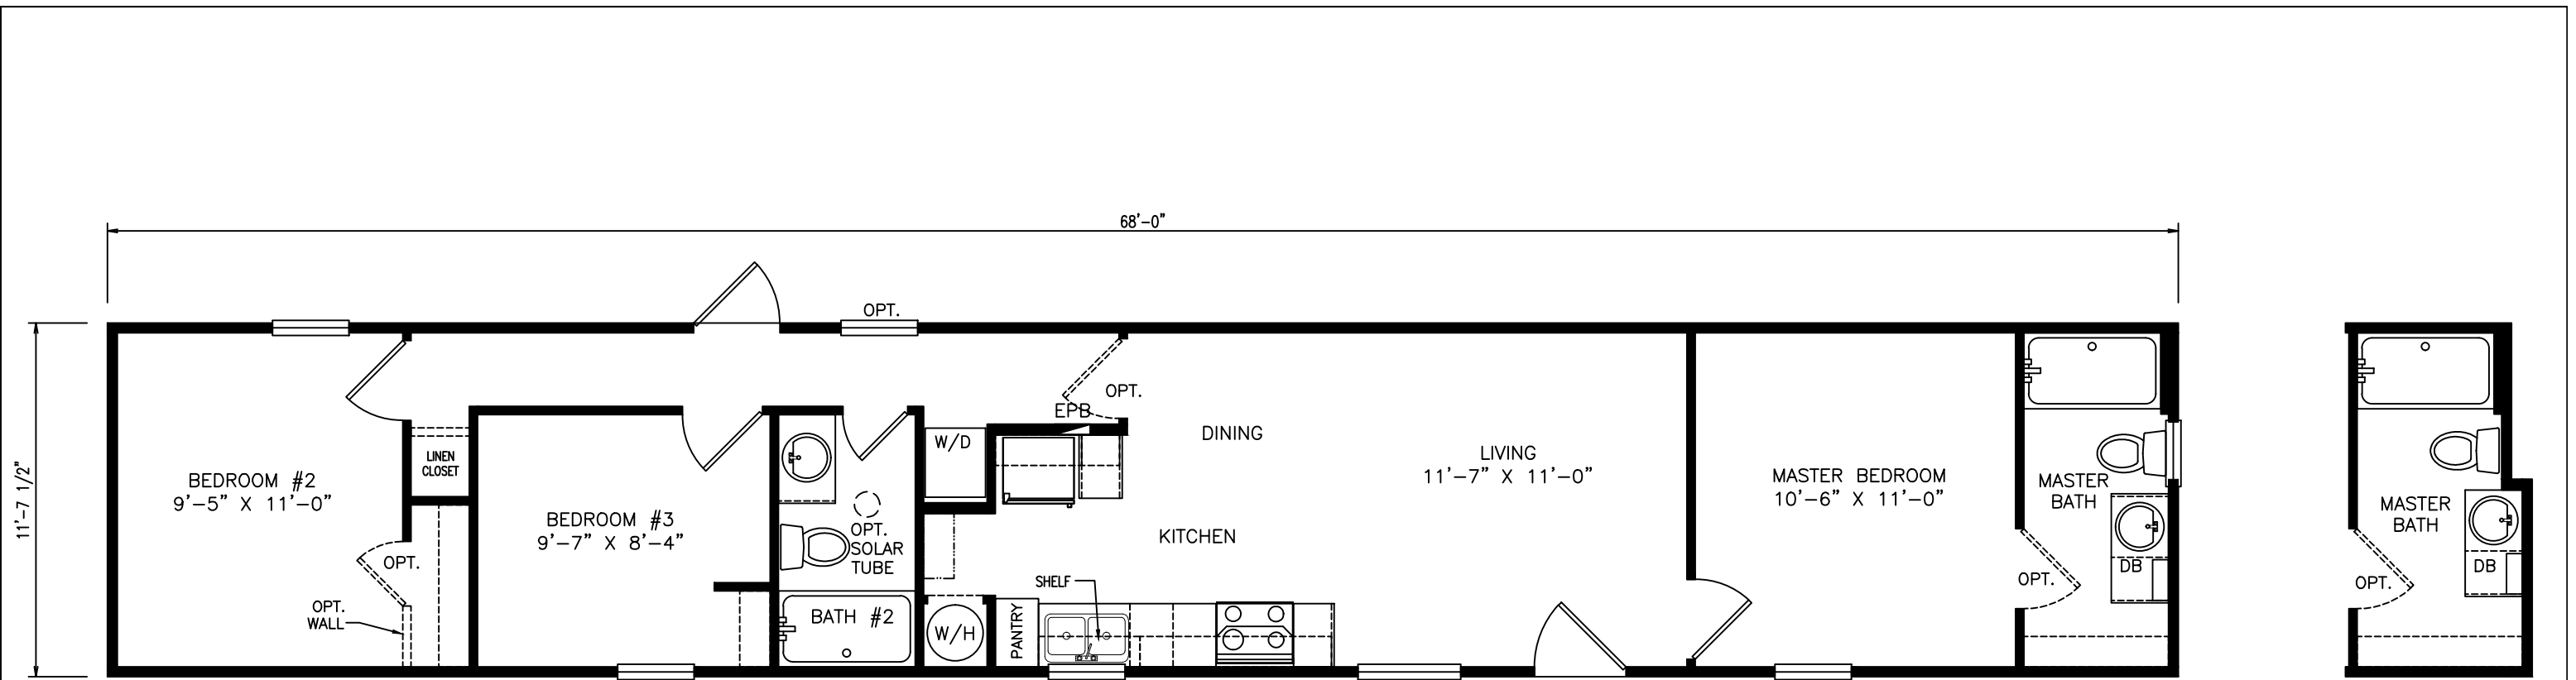 68'-0"
11'-7 1/2"
OPT.
OPT.
EPB
W/D
DINING
LINEN
CLOSET
BEDROOM #2
9'-5" X 11'-0"
LIVING
11'-7" X 11'-0"
MASTER BEDROOM
10'-6" X 11'-0"
MASTER
BATH
MASTER
BATH
BEDROOM #3
9'-7" X 8'-4"
OPT.
SOLAR
TUBE
KITCHEN
OPT.
SHELF
OPT.
DB
OPT.
DB
OPT.
WALL
BATH #2
W/H
PANTRY